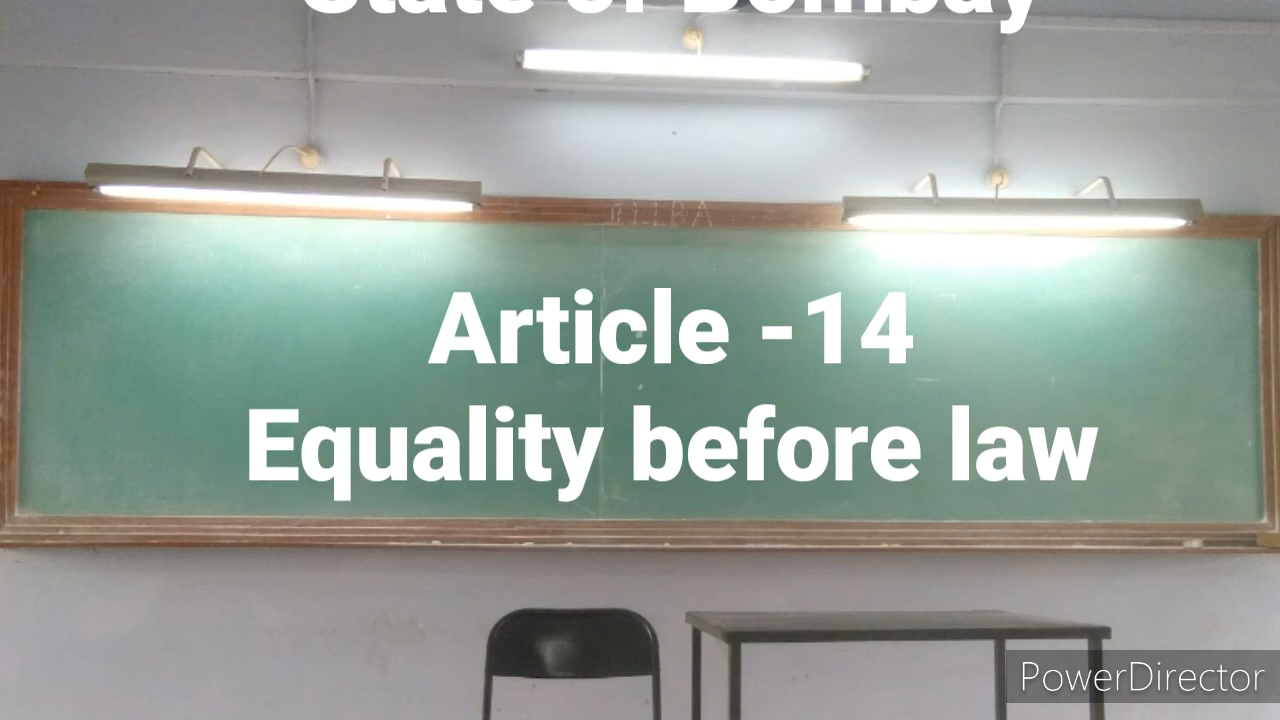 State of Bombay
Article -14
Equality before law
PowerDirector